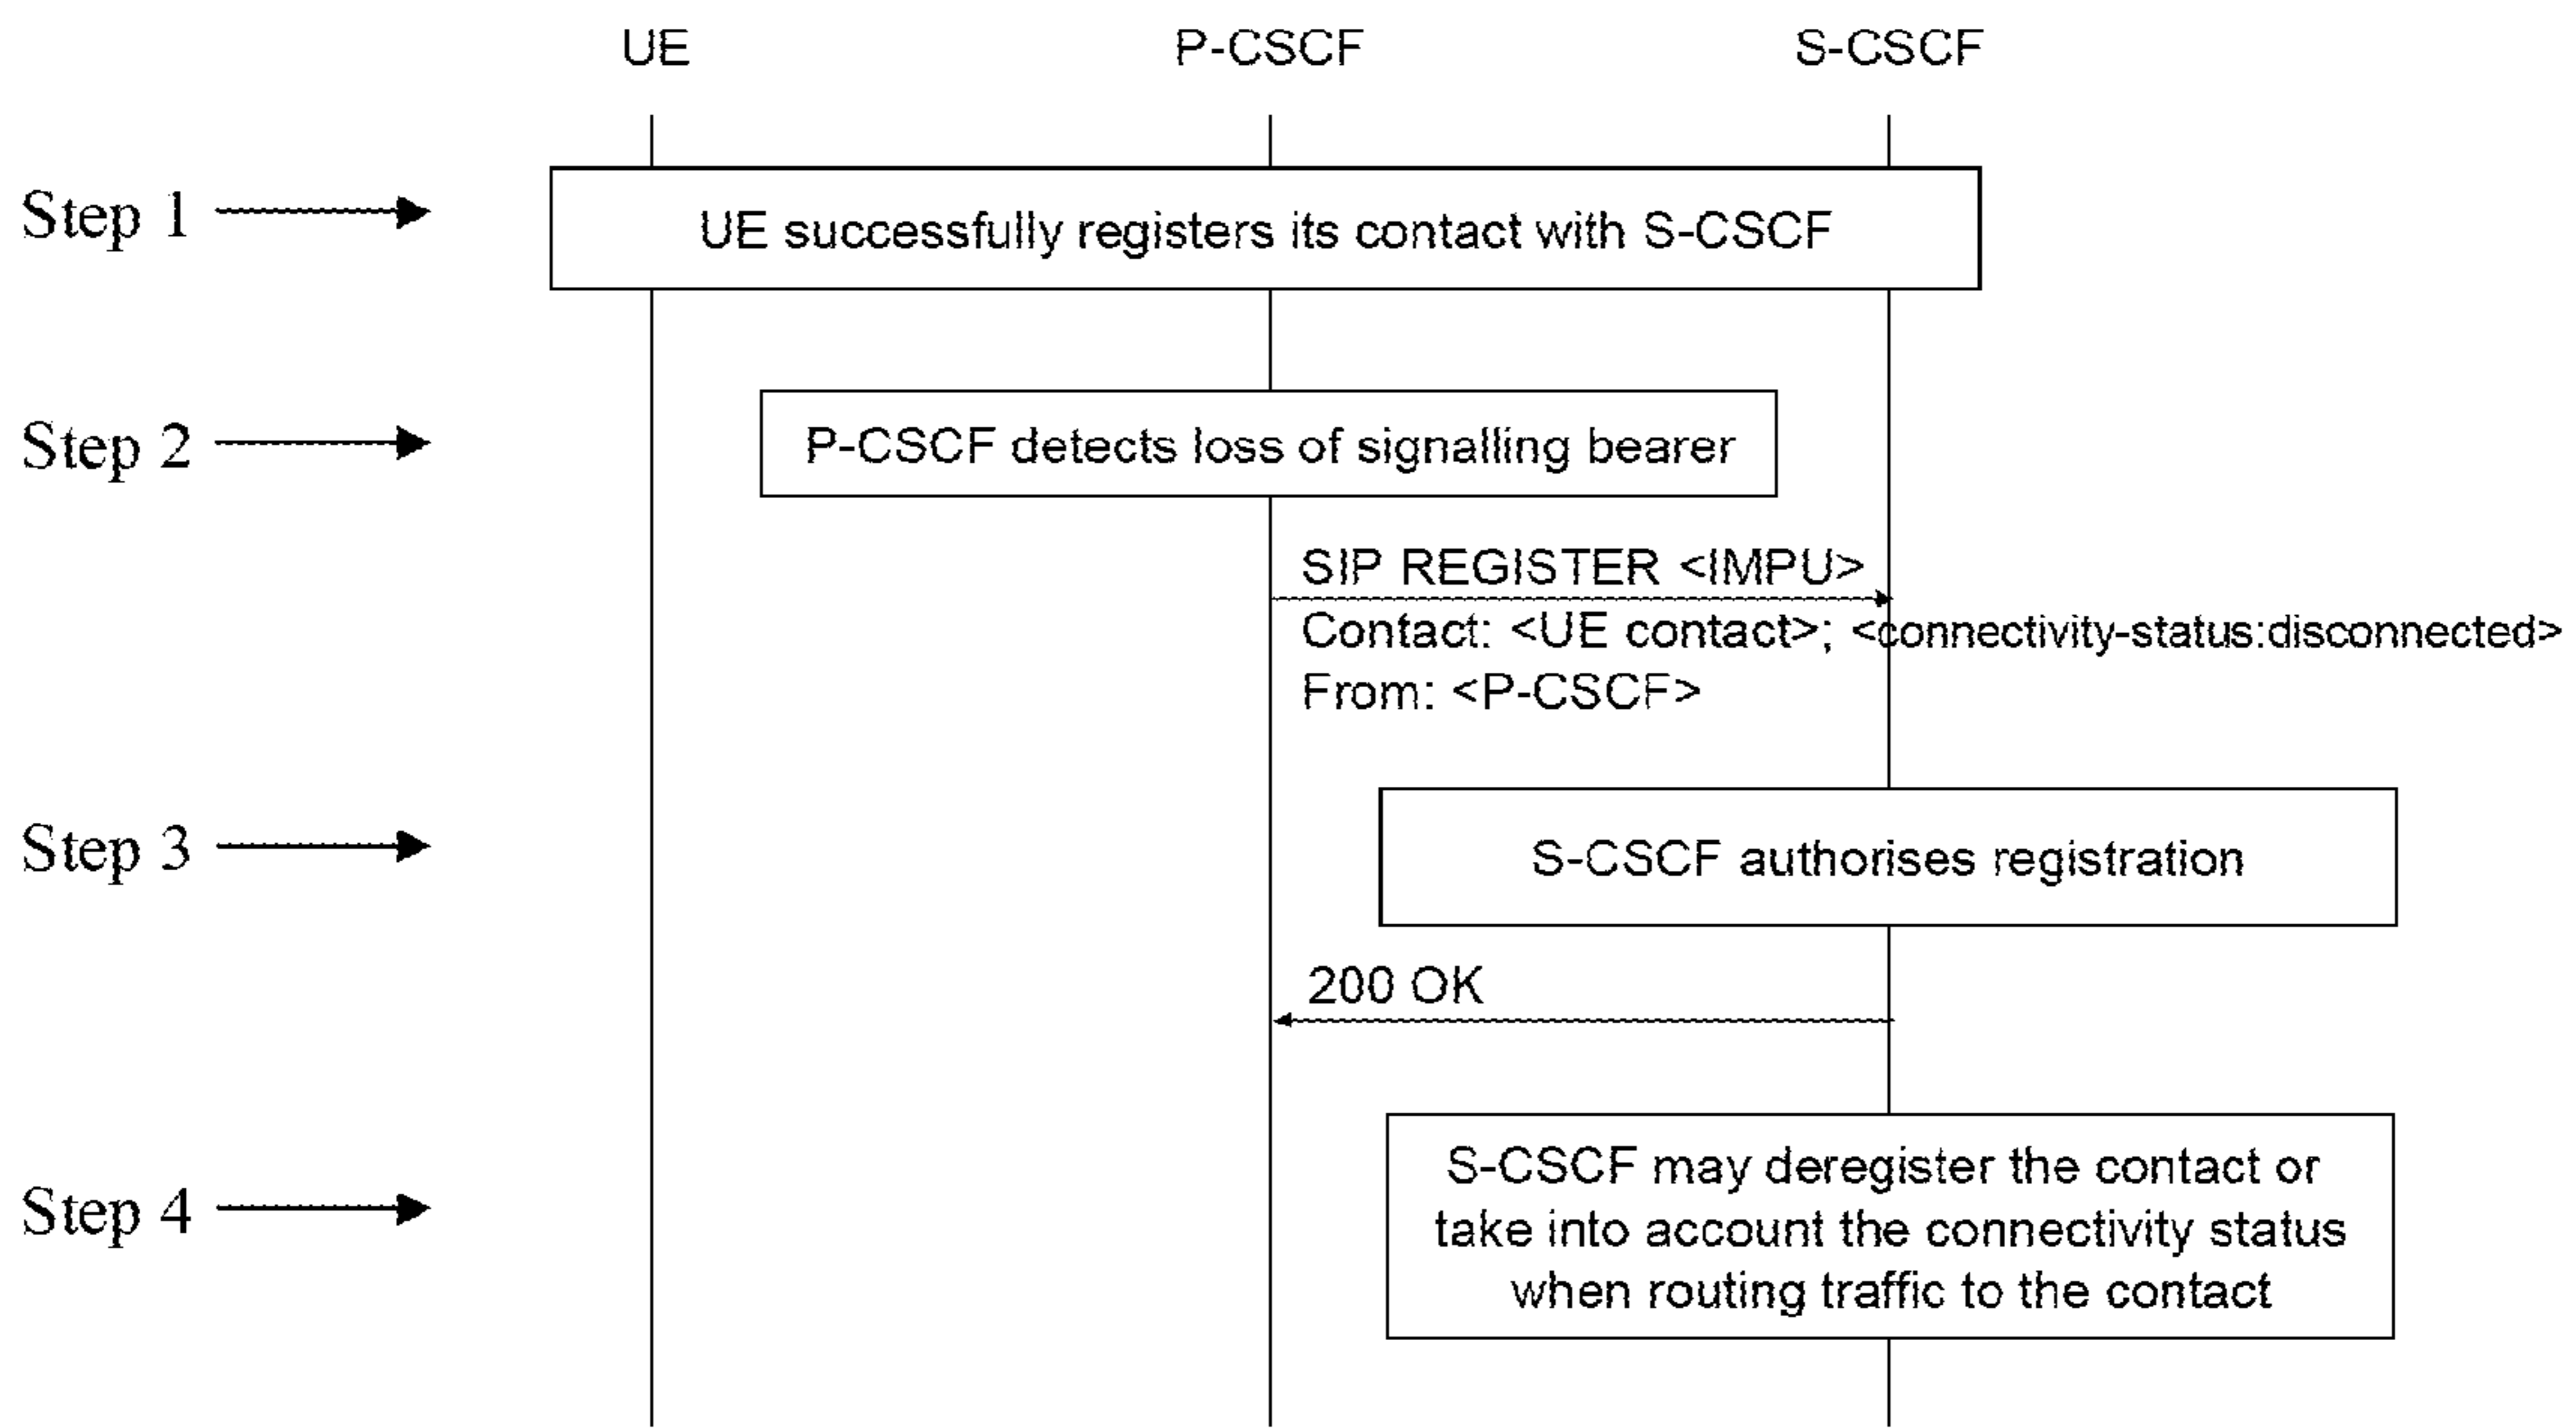 UE P-CSCF S-CSCF
Step 1
UE successfully registers its contact with S-CSCF
Step 2
P-CSCF detects loss of signalling bearer
SIP REGISTER <IMPU>
Contact: <UE contact>; <connectivity-status:disconnected>
From: <P-CSCF>
Step 3
S-CSCF authorises registration
200 OK
Step 4
S-CSCF may deregister the contact or
take into account the connectivity status
when routing traffic to the contact